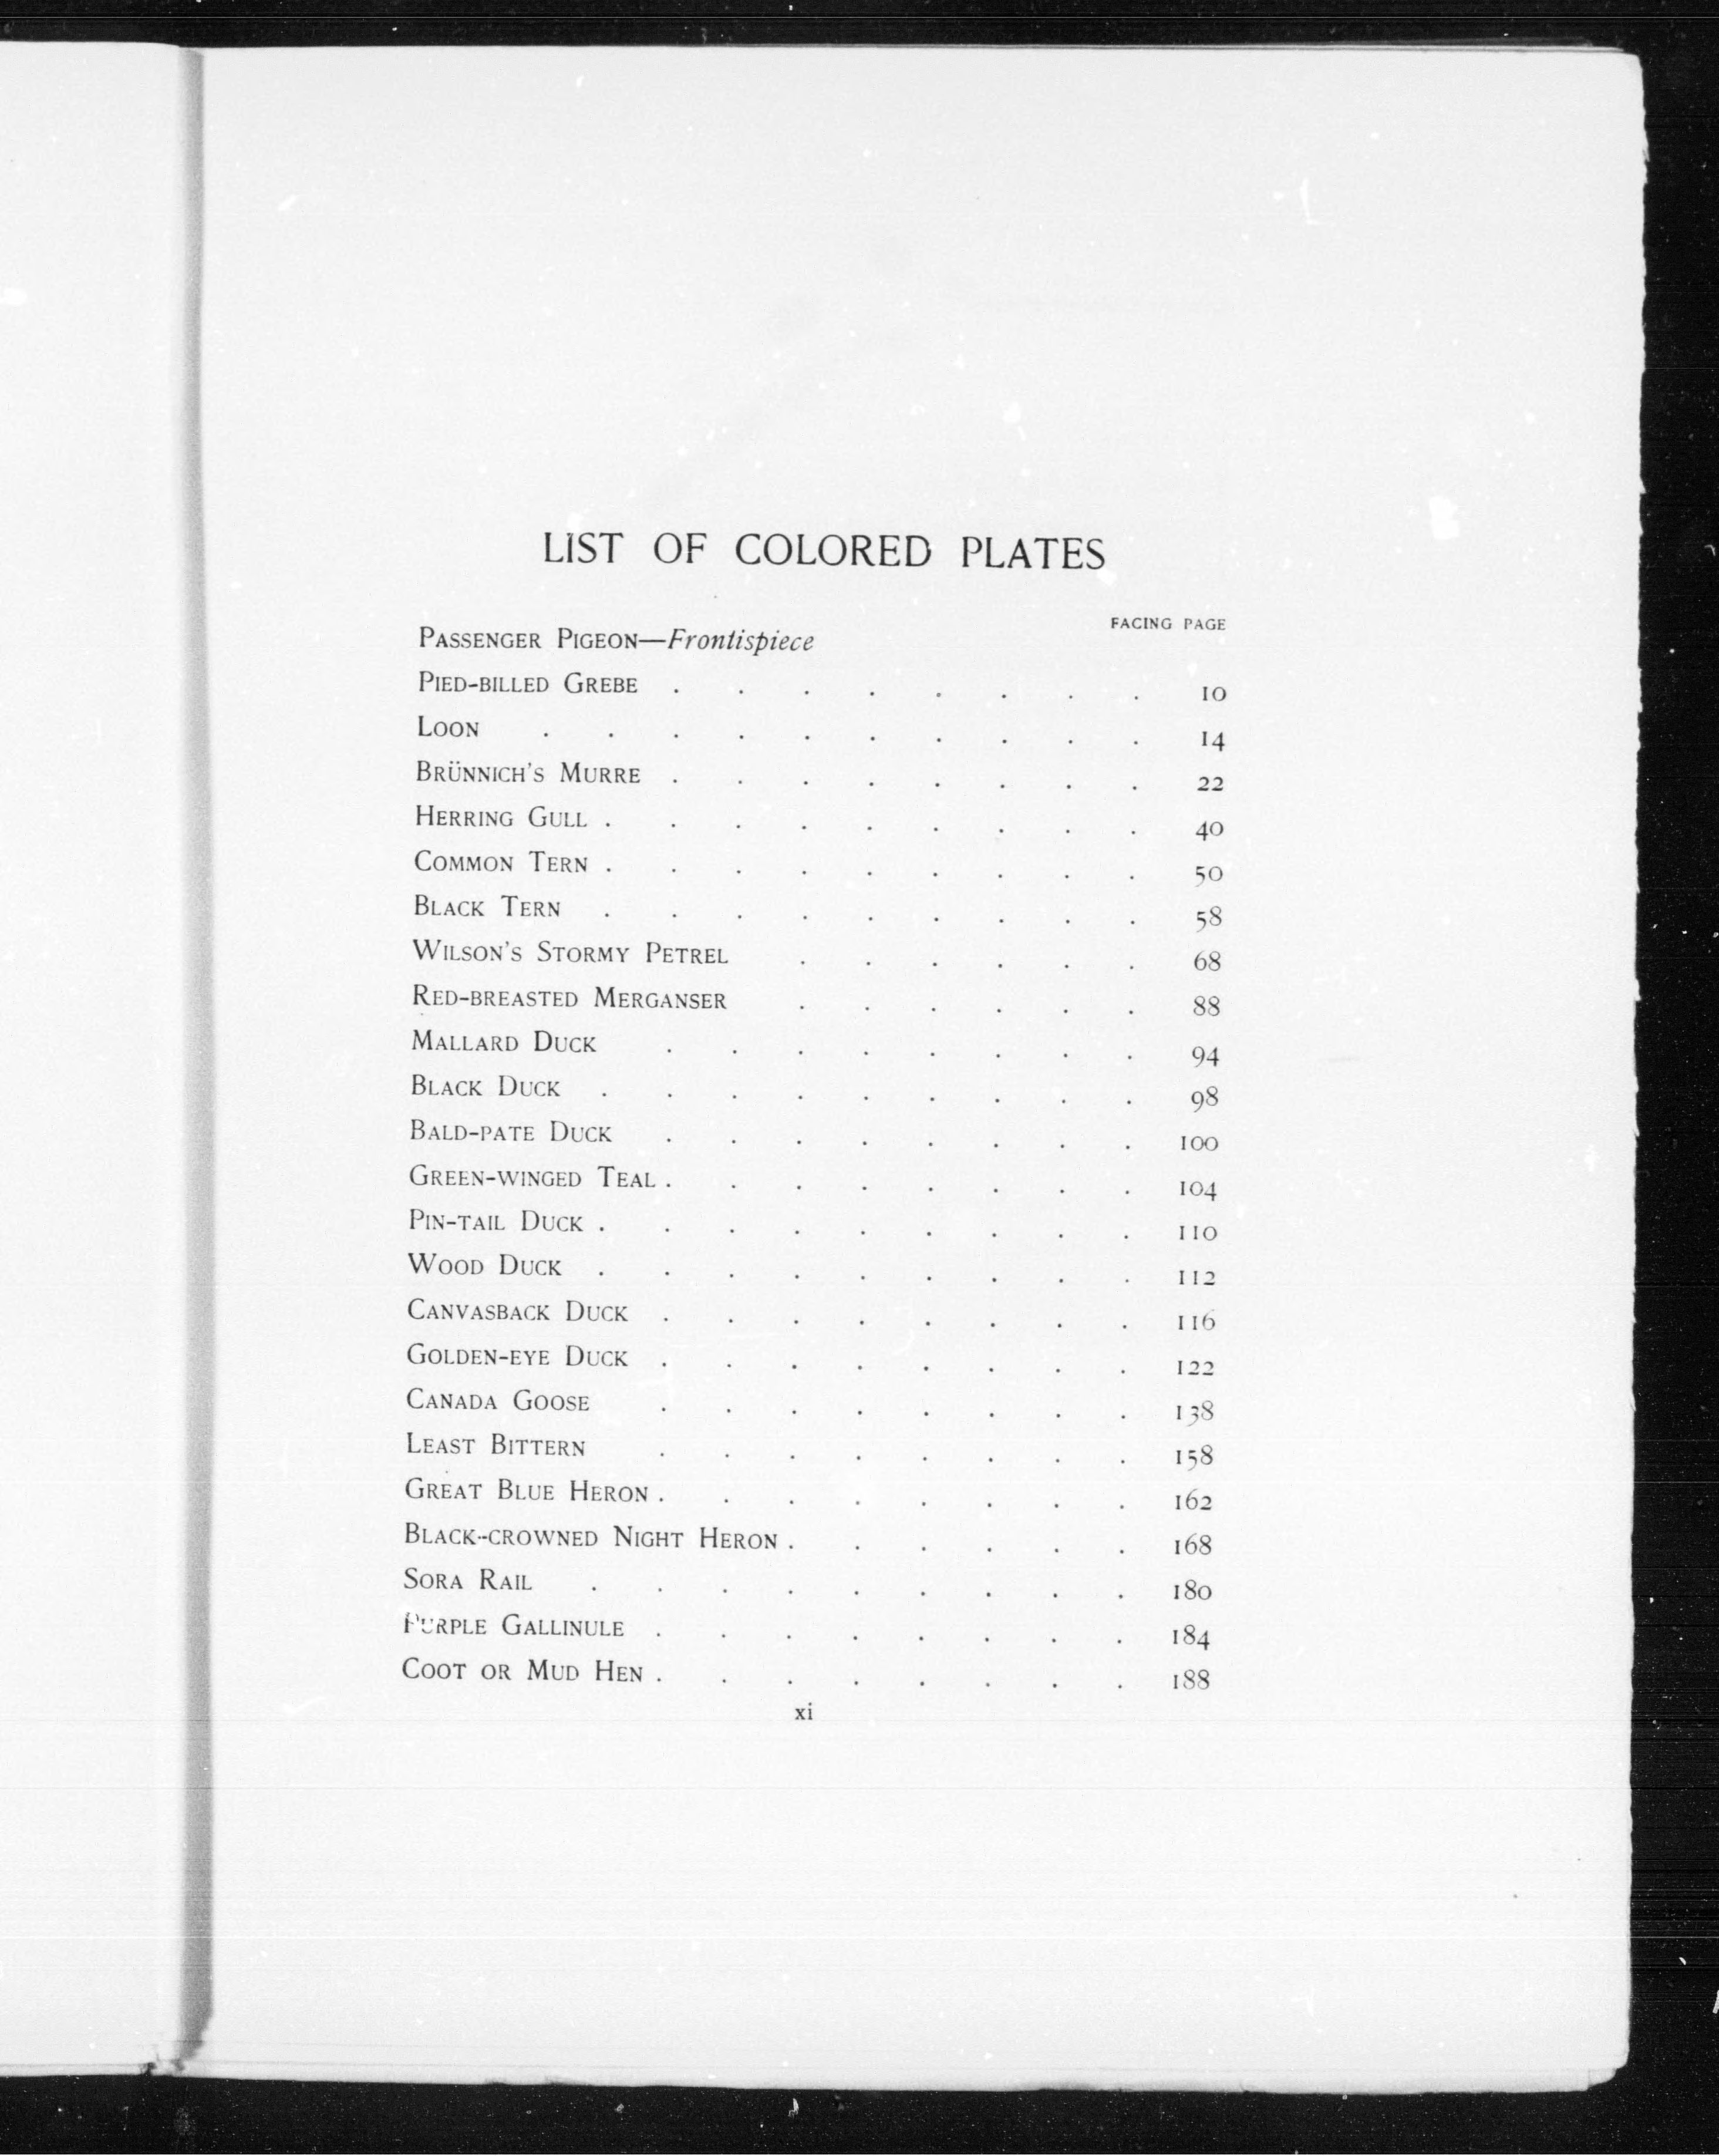 LIST OF COLORED PLATES
FACING PAGE
PASSENGER PIGEON—Frontispiece
PIED-BILLED GREBE . . . . . . . . 10
LOON . . . . . . . . . . 14
BRÜNNICH'S MURRE . . . . . . . . 22
HERRING GULL . . . . . . . . . 40
COMMON TERN . . . . . . . . . 50
BLACK TERN . . . . . . . . . 58
WILSON'S STORMY PETREL . . . . . . 68
RED-BREASTED MERGANSER . . . . . . 88
MALLARD DUCK . . . . . . . . 94
BLACK DUCK . . . . . . . . . 98
BALD-PATE DUCK . . . . . . . . 100
GREEN-WINGED TEAL . . . . . . . . 104
PIN-TAIL DUCK . . . . . . . . . 110
WOOD DUCK . . . . . . . . . 112
CANVASBACK DUCK . . . . . . . . 116
GOLDEN-EYE DUCK . . . . . . . . 122
CANADA GOOSE . . . . . . . . 138
LEAST BITTERN . . . . . . . . 158
GREAT BLUE HERON . . . . . . . . 162
BLACK-CROWNED NIGHT HERON . . . . . . 168
SORA RAIL . . . . . . . . . 180
PURPLE GALLINULE . . . . . . . . 184
COOT OR MUD HEN . . . . . . . . 188
xi